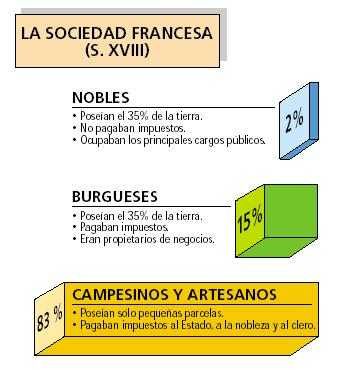 LA SOCIEDAD FRANCESA
(S. XVIII)
NOBLES
• Poseían el 35% de la tierra.
• No pagaban impuestos.
• Ocupaban los principales cargos públicos.
2%
BURGUESES
• Poseían el 35% de la tierra.
• Pagaban impuestos.
• Eran propietarios de negocios.
15%
CAMPESINOS Y ARTESANOS
• Poseían solo pequeñas parcelas.
• Pagaban impuestos al Estado, a la nobleza y al clero.
83 %